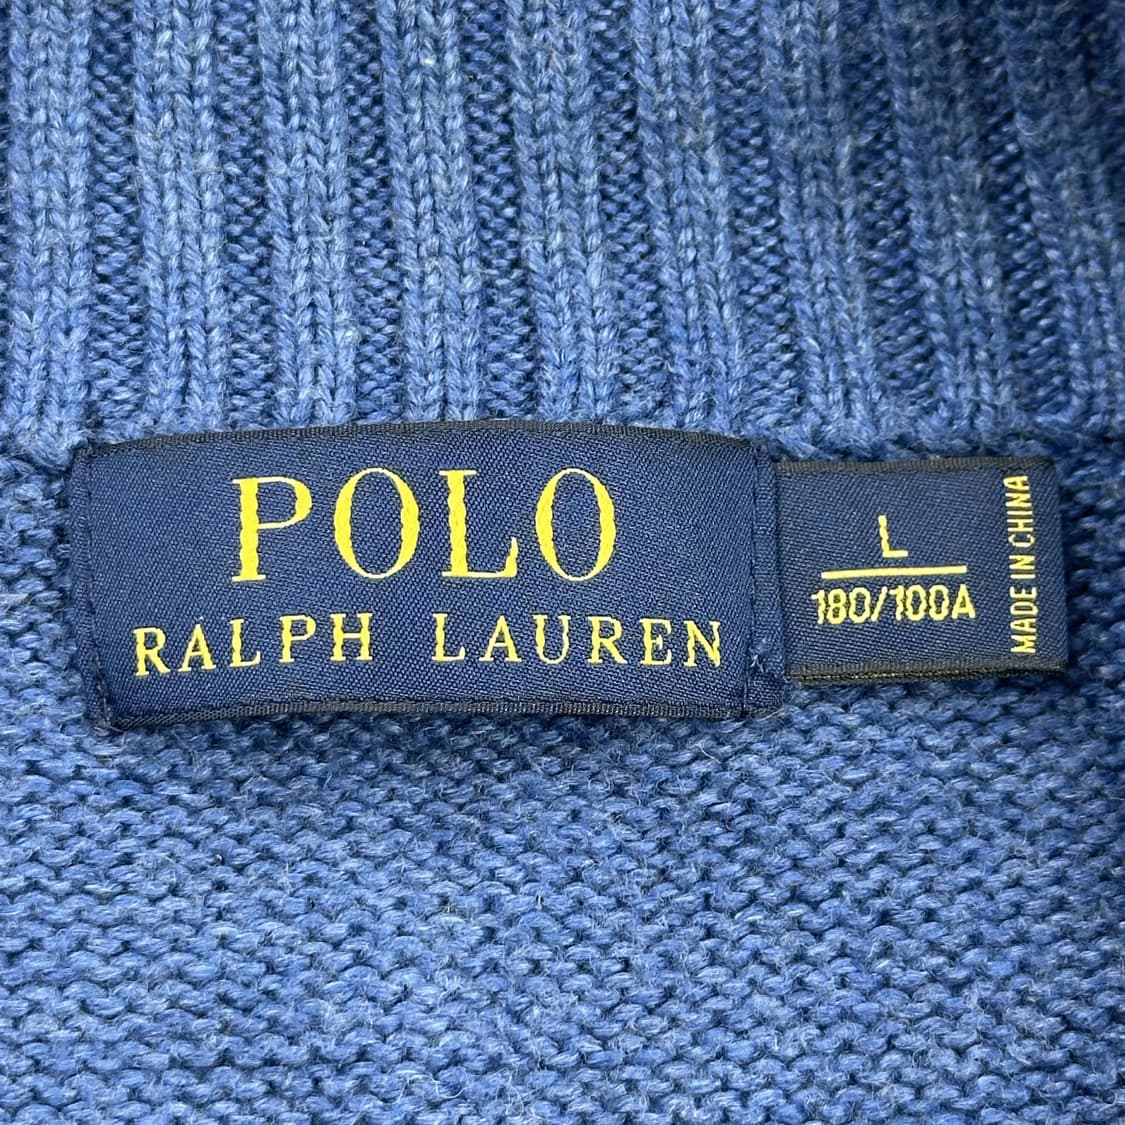 POLO
RALPH LAUREN
L
180/100A
MADE IN CHINA